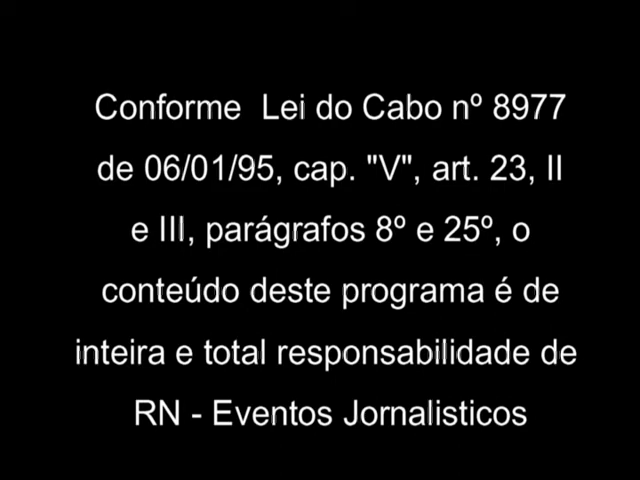 Conforme Lei do Cabo nº 8977
de 06/01/95, cap. "V", art. 23, II
e III, parágrafos 8º e 25º, o
conteúdo deste programa é de
inteira e total responsabilidade de
RN - Eventos Jornalisticos